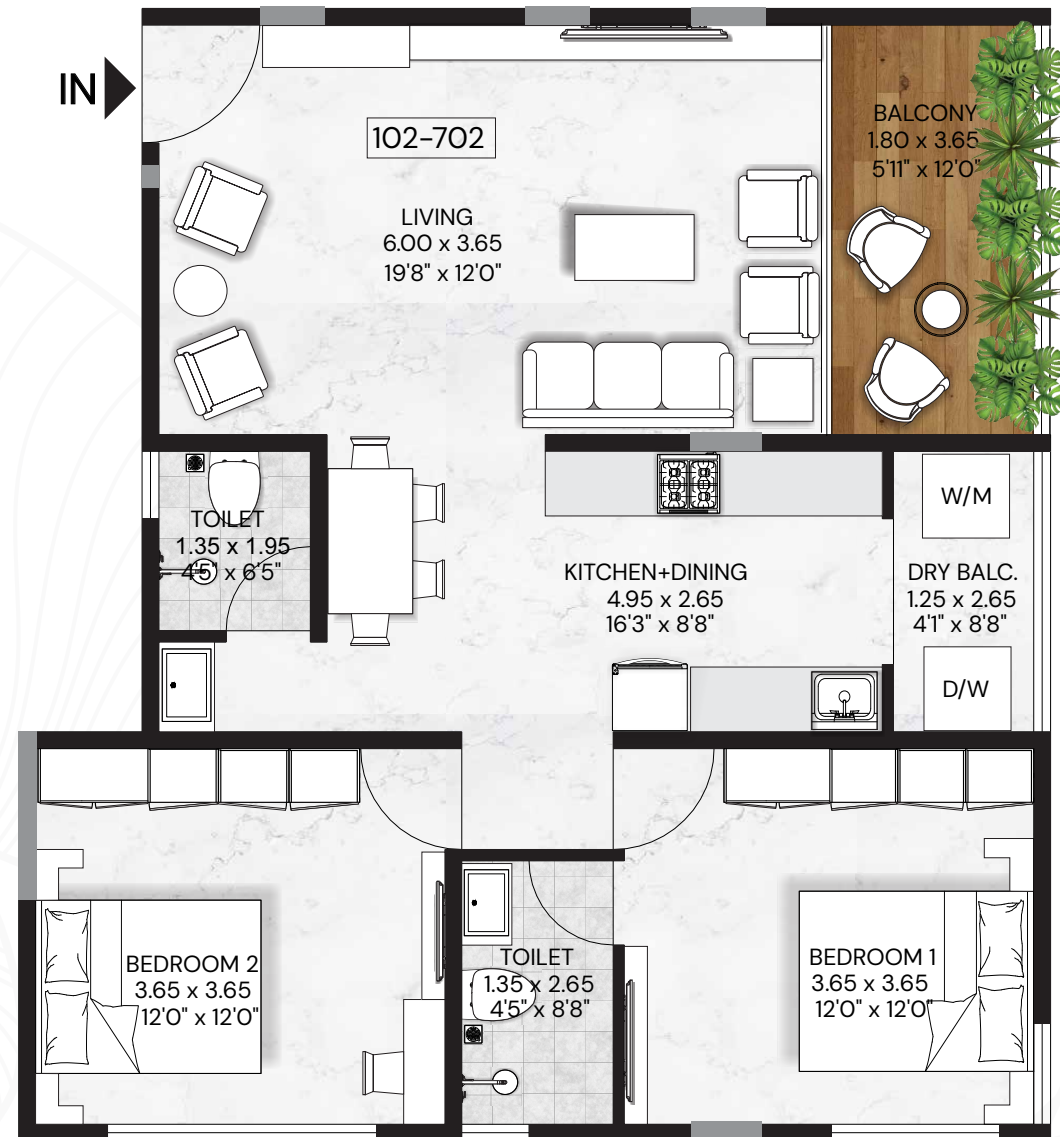 IN
102-702
BALCONY
1.80 x 3.65
5'11" x 12'0"
LIVING
6.00 x 3.65
19'8" x 12'0"
TOILET
1.35 x 1.95
4'5" x 6'5"
KITCHEN+DINING
4.95 x 2.65
16'3" x 8'8"
W/M
DRY BALC.
1.25 x 2.65
4'1" x 8'8"
D/W
BEDROOM 2
3.65 x 3.65
12'0" x 12'0"
TOILET
1.35 x 2.65
4'5" x 8'8"
BEDROOM 1
3.65 x 3.65
12'0" x 12'0"